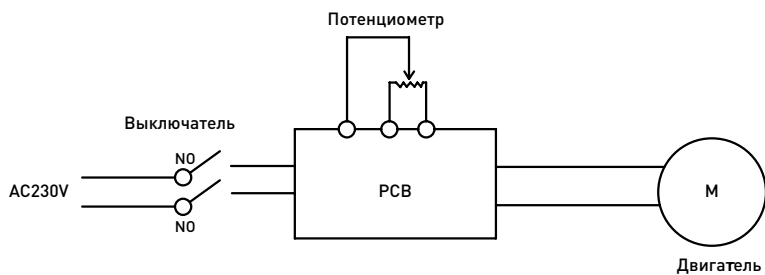 Потенциометр
Выключатель
NO
AC230V
NO
PCB
M
Двигатель